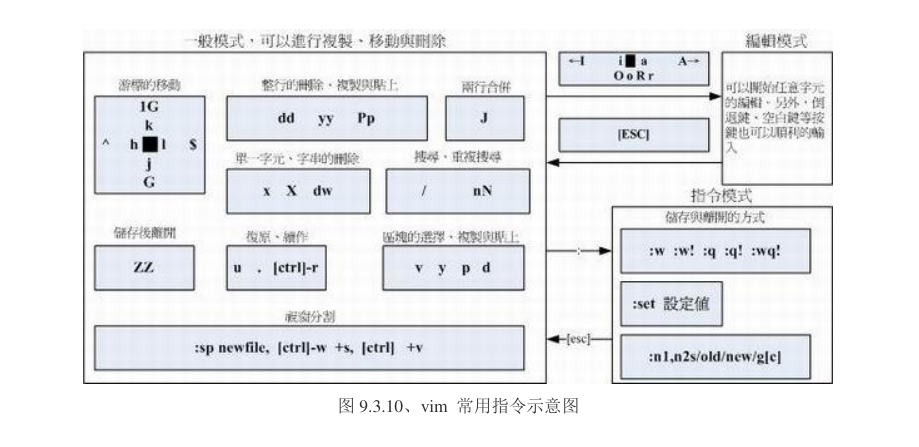 一般模式，可以進行複製、移動與刪除
游標的移動
1G
k
^ h l $
j
G
整行的刪除、複製與貼上
dd yy Pp
兩行合併
J
單一字元、字串的刪除
x X dw
搜尋、重複搜尋
/ nN
儲存後離開
ZZ
復原、續作
u . [ctrl]-r
區塊的選擇、複製與貼上
v y p d
視窗分割
:sp newfile, [ctrl]-w +s, [ctrl] +v
←I i a A→
O o R r
[ESC]
:
[esc]
編輯模式
可以開始任意字元
的編輯。另外，倒
退鍵、空白鍵等按
鍵也可以順利的輸
入
指令模式
儲存與離開的方式
:w :w! :q :q! :wq!
:set 設定值
:n1,n2s/old/new/g[c]
圖 9.3.10、vim 常用指令示意圖